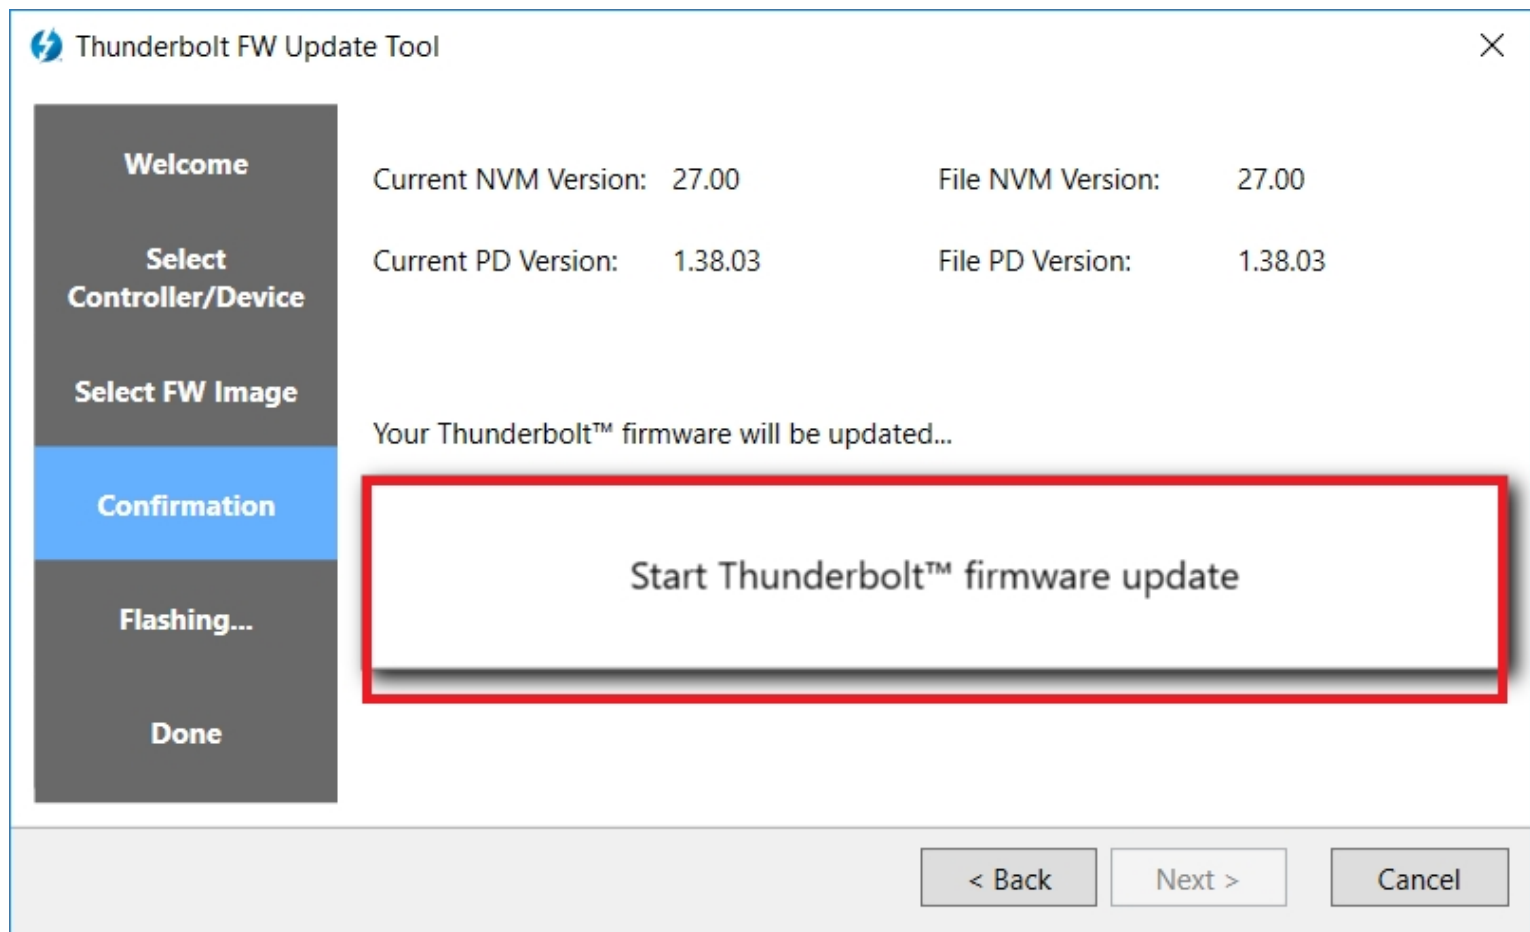 Thunderbolt FW Update Tool
Welcome
Select
Controller/Device
Select FW Image
Confirmation
Flashing...
Done
Current NVM Version: 27.00 File NVM Version: 27.00
Current PD Version: 1.38.03 File PD Version: 1.38.03
Your Thunderbolt™ firmware will be updated...
Start Thunderbolt™ firmware update
< Back Next > Cancel